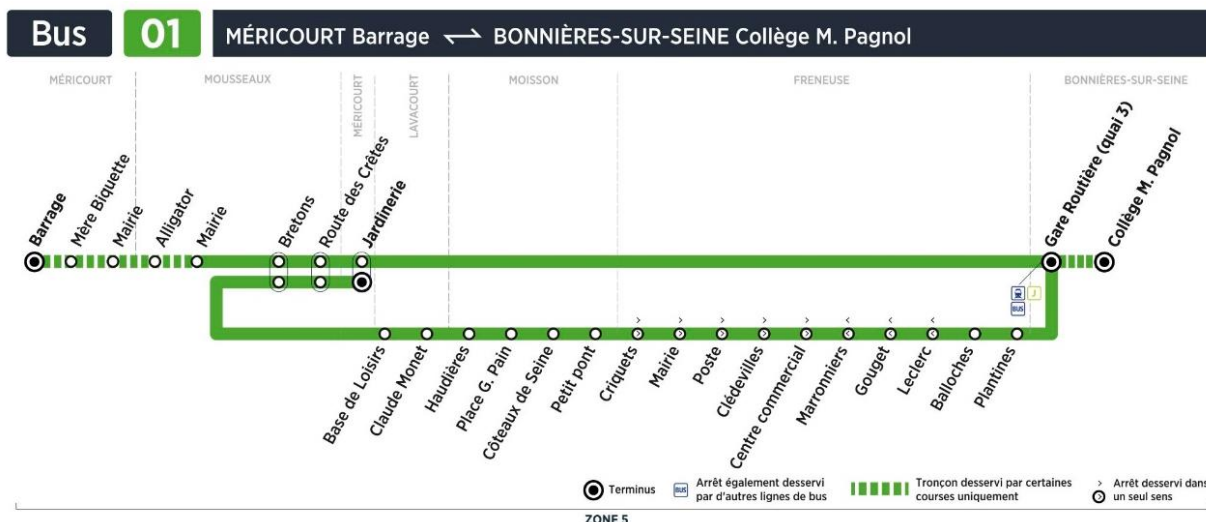 Bus 01 MÉRICOURT Barrage BONNIÈRES-SUR-SEINE Collège M. Pagnol
MÉRICOURT
MOUSSEAUX
MÉRICOURT
LAVACOURT
MOISSON
FRENEUSE
BONNIÈRES-SUR-SEINE
Barrage
Mère Biquette
Mairie
Alligator
Mairie
Bretons
Route des Crêtes
Jardinerie
Gare Routière (quai 3)
Collège M. Pagnol
J
BUS
Base de Loisirs
Claude Monet
Haudières
Place G. Pain
Côteaux de Seine
Petit pont
Criquets
Mairie
Poste
Clédevilles
Centre commercial
Marronniers
Gouget
Leclerc
Balloches
Plantines
Terminus
BUS
Arrêt également desservi
par d'autres lignes de bus
Tronçon desservi par certaines
courses uniquement
Arrêt desservi dans
un seul sens
ZONE 5